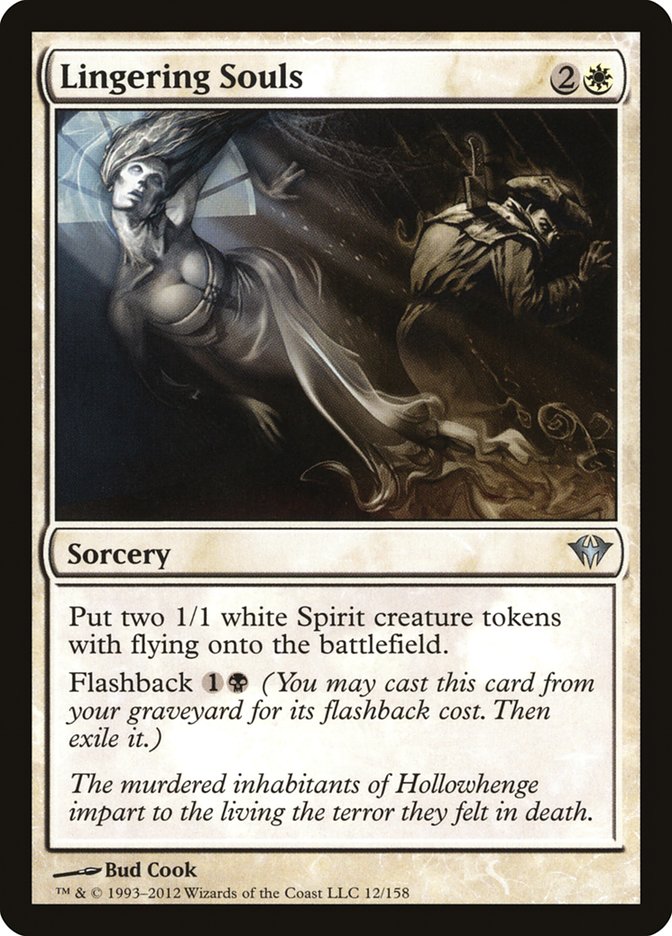 Lingering Souls 2
Sorcery
Put two 1/1 white Spirit creature tokens
with flying onto the battlefield.
Flashback 1 (You may cast this card from
your graveyard for its flashback cost. Then
exile it.)
The murdered inhabitants of Hollowhenge
impart to the living the terror they felt in death.
Bud Cook
™ & © 1993–2012 Wizards of the Coast LLC 12/158